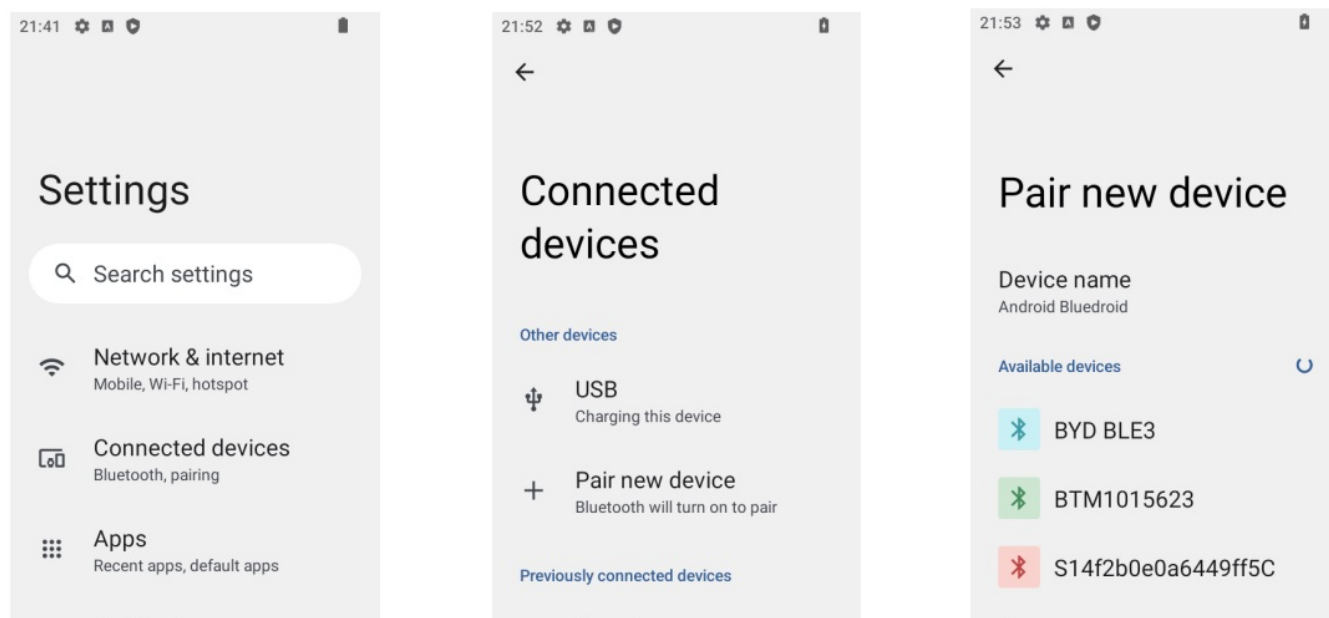 21:41
Settings
Search settings
Network & internet
Mobile, Wi-Fi, hotspot
Connected devices
Bluetooth, pairing
Apps
Recent apps, default apps
21:52
Connected
devices
Other devices
USB
Charging this device
Pair new device
Bluetooth will turn on to pair
Previously connected devices
21:53
Pair new device
Device name
Android Bluedroid
Available devices
BYD BLE3
BTM1015623
S14f2b0e0a6449ff5C